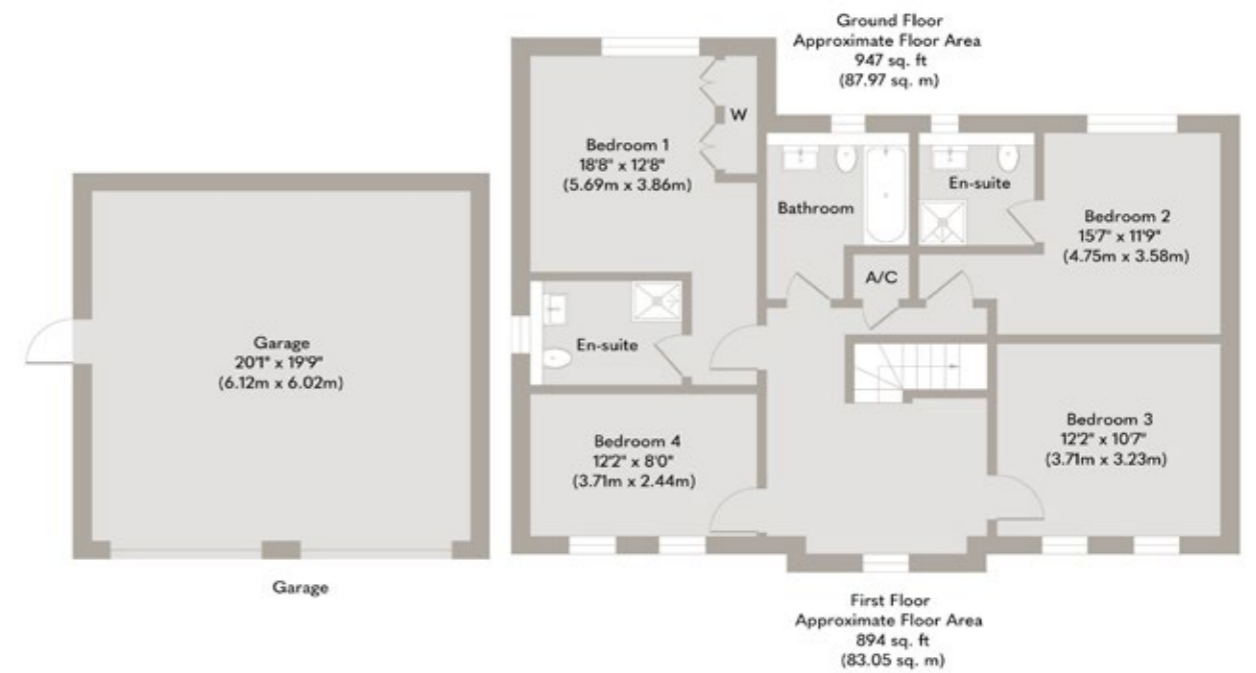 Ground Floor
Approximate Floor Area
947 sq. ft
(87.97 sq. m)
Bedroom 1
18'8" x 12'8"
(5.69m x 3.86m)
W
Bathroom
En-suite
Bedroom 2
15'7" x 11'9"
(4.75m x 3.58m)
A/C
Garage
20'1" x 19'9"
(6.12m x 6.02m)
En-suite
Bedroom 4
12'2" x 8'0"
(3.71m x 2.44m)
Bedroom 3
12'2" x 10'7"
(3.71m x 3.23m)
Garage
First Floor
Approximate Floor Area
894 sq. ft
(83.05 sq. m)